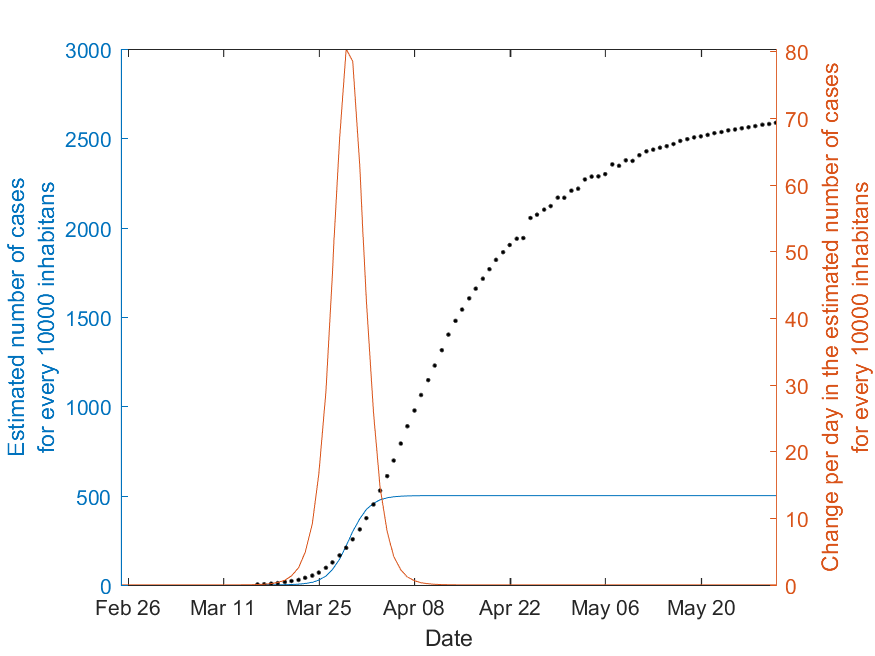 Estimated number of cases
for every 10000 inhabitans
3000
2500
2000
1500
1000
500
0
80
70
60
50
40
30
20
10
0
Change per day in the estimated number of cases
for every 10000 inhabitans
Feb 26 Mar 11 Mar 25 Apr 08 Apr 22 May 06 May 20
Date